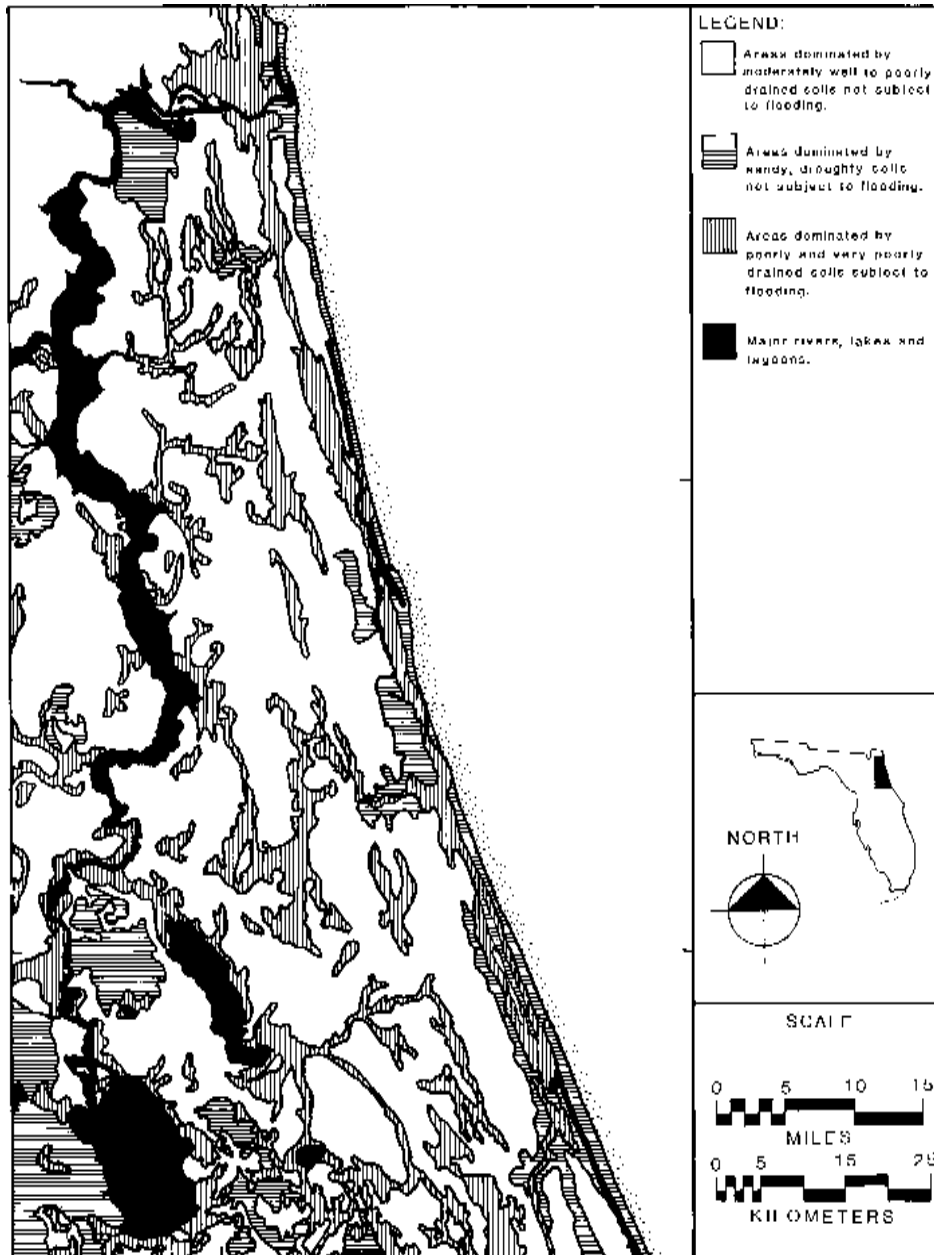 LEGEND:
Areas dominated by
moderately well to poorly
drained soils not subject
to flooding.
Areas dominated by
sandy, droughty soils
not subject to flooding.
Areas dominated by
poorly and very poorly
drained soils subject to
flooding.
Major rivers, lakes and
lagoons.
NORTH
SCALE
0 5 10 15
MILES
0 5 15 25
KILOMETERS